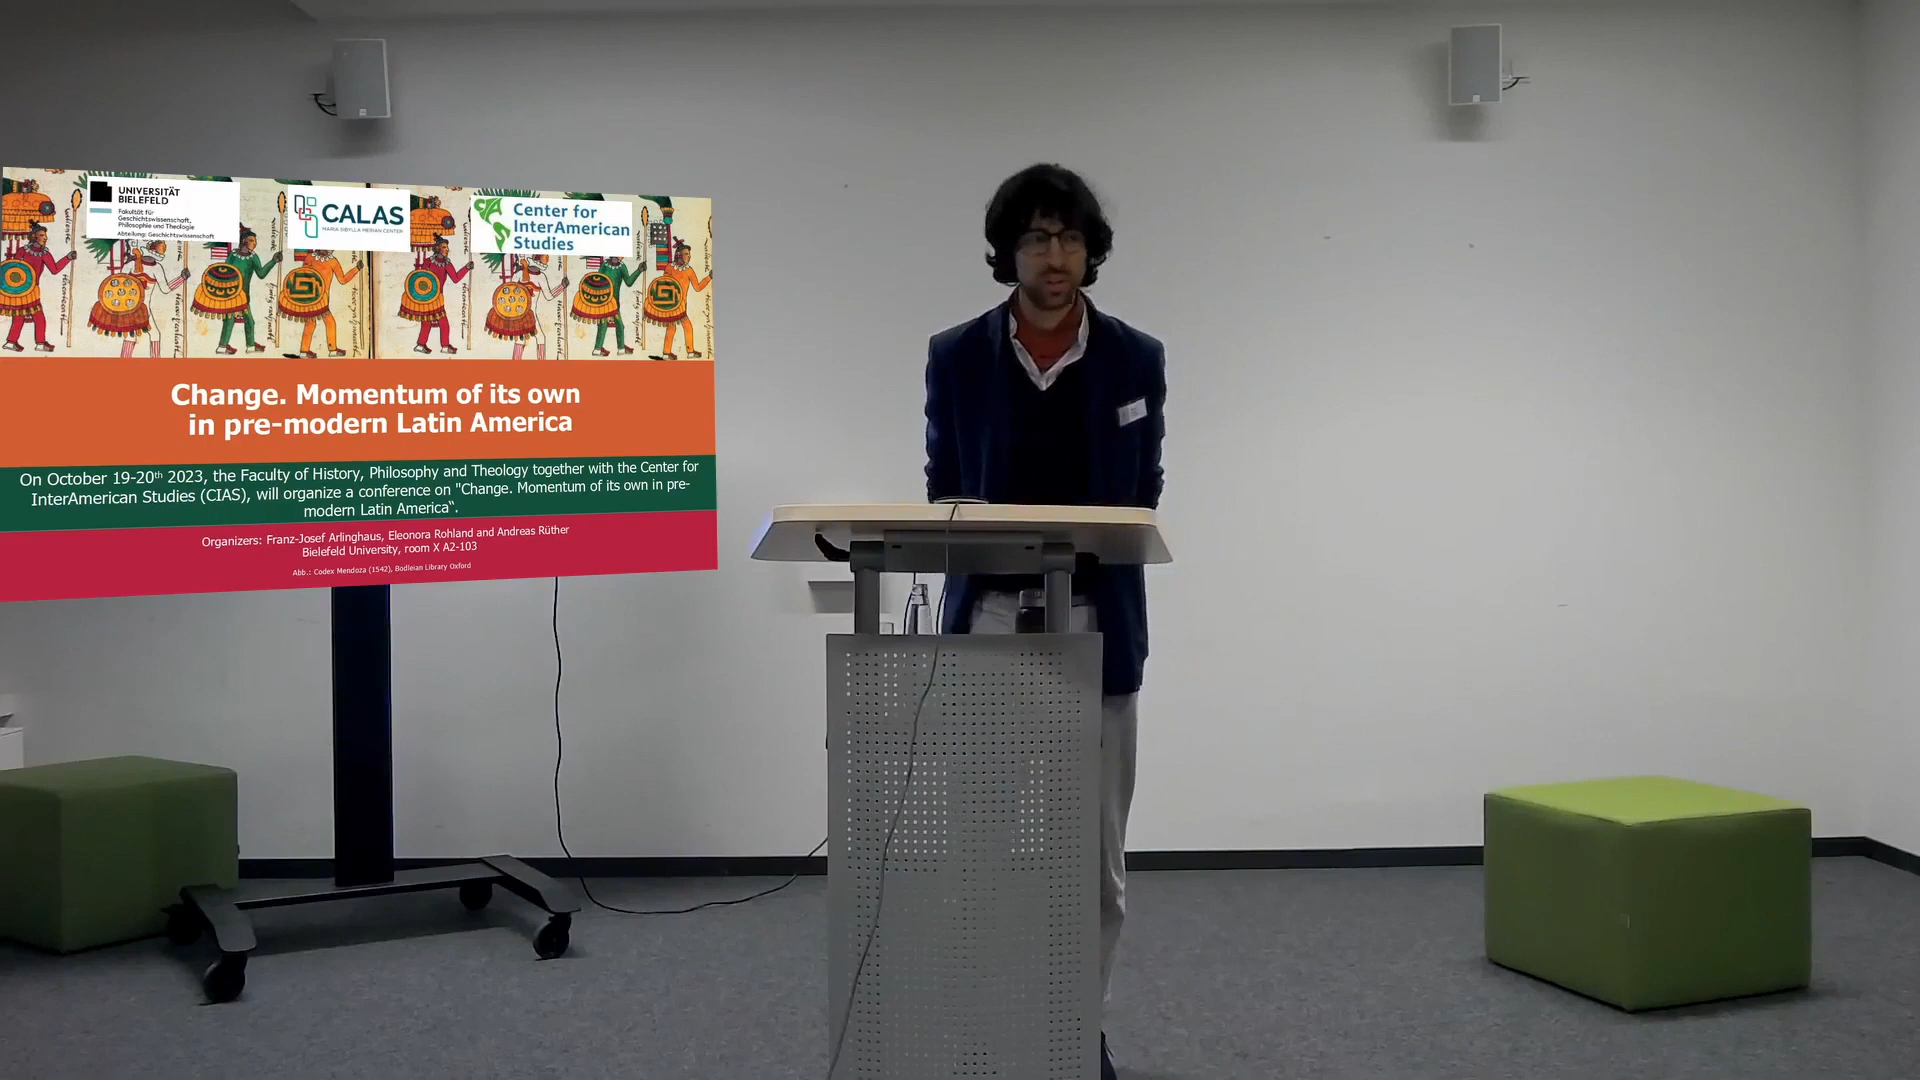 UNIVERSITÄT
BIELEFELD
Fakultät für
Geschichtswissenschaft,
Philosophie und Theologie
Abteilung: Geschichtswissenschaft
CALAS
MARIA SIBYLLA MERIAN CENTER
CIAS
Center for
InterAmerican
Studies
Change. Momentum of its own
in pre-modern Latin America
On October 19-20th 2023, the Faculty of History, Philosophy and Theology together with the Center for
InterAmerican Studies (CIAS), will organize a conference on "Change. Momentum of its own in pre-
modern Latin America“.
Organizers: Franz-Josef Arlinghaus, Eleonora Rohland and Andreas Rüther
Bielefeld University, room X A2-103
Abb.: Codex Mendoza (1542), Bodleian Library Oxford